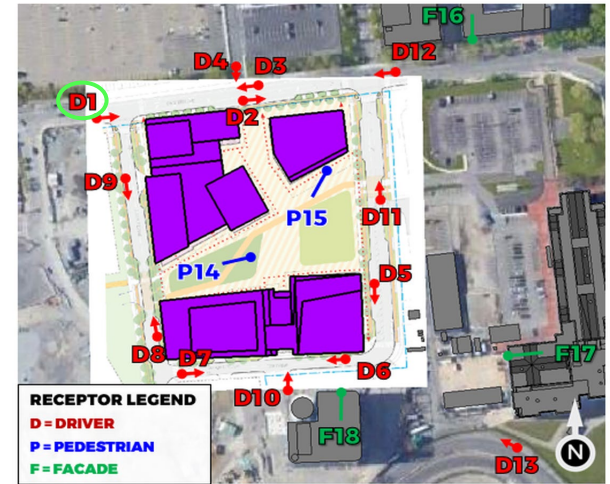 F16
D4
D3
D12
D1
D2
D9
D11
P15
P14
D5
D8
D7
D6
D10
F17
F18
D13
N
RECEPTOR LEGEND
D = DRIVER
P = PEDESTRIAN
F = FACADE